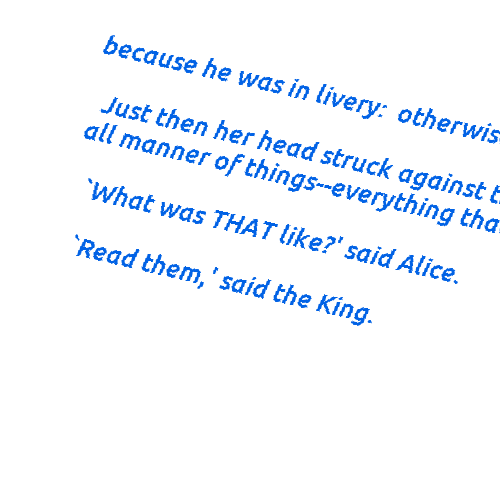 because he was in livery:  otherwis
Just then her head struck against t
all manner of things--everything tha
`What was THAT like?' said Alice.
`Read them, ' said the King.